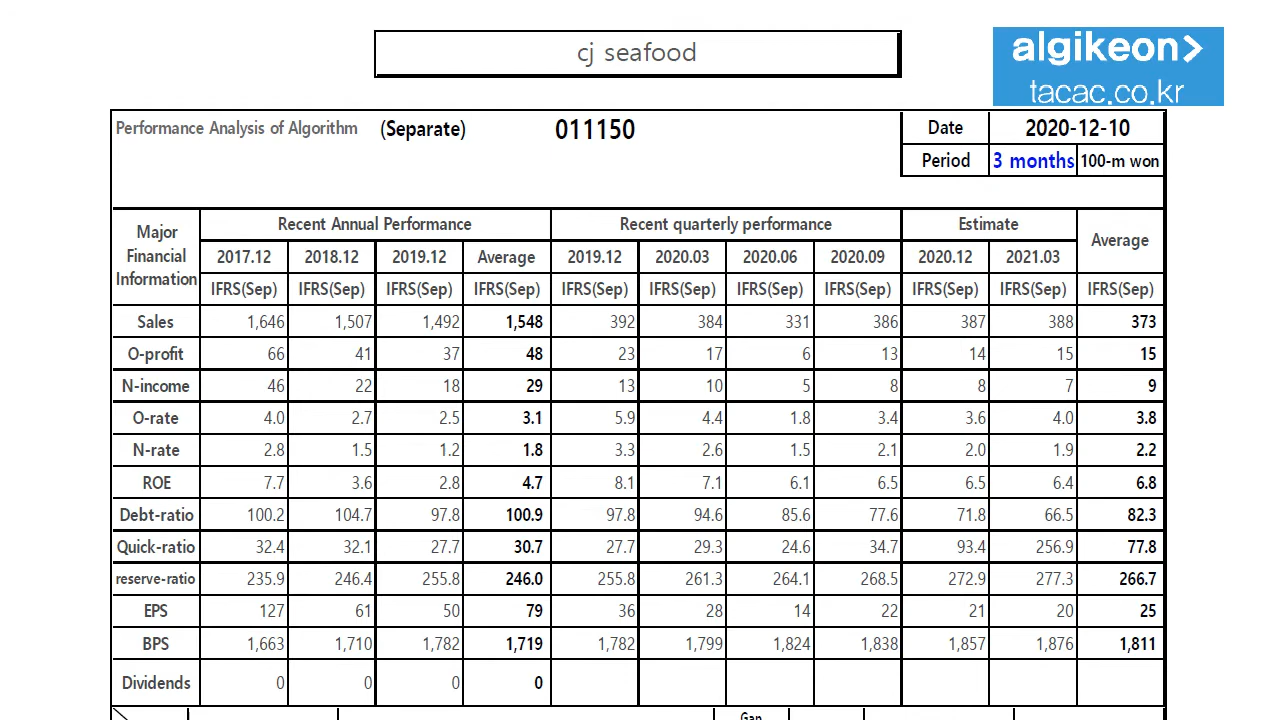 cj seafood
algikeon>
tacac.co.kr
Performance Analysis of Algorithm (Separate) 011150 Date 2020-12-10
Period 3 months 100-m won
Major Financial Information Recent Annual Performance Recent quarterly performance Estimate Average
2017.12 2018.12 2019.12 Average 2019.12 2020.03 2020.06 2020.09 2020.12 2021.03
IFRS(Sep) IFRS(Sep) IFRS(Sep) IFRS(Sep) IFRS(Sep) IFRS(Sep) IFRS(Sep) IFRS(Sep) IFRS(Sep) IFRS(Sep) IFRS(Sep)
Sales 1,646 1,507 1,492 1,548 392 384 331 386 387 388 373
O-profit 66 41 37 48 23 17 6 13 14 15 15
N-income 46 22 18 29 13 10 5 8 8 7 9
O-rate 4.0 2.7 2.5 3.1 5.9 4.4 1.8 3.4 3.6 4.0 3.8
N-rate 2.8 1.5 1.2 1.8 3.3 2.6 1.5 2.1 2.0 1.9 2.2
ROE 7.7 3.6 2.8 4.7 8.1 7.1 6.1 6.5 6.5 6.4 6.8
Debt-ratio 100.2 104.7 97.8 100.9 97.8 94.6 85.6 77.6 71.8 66.5 82.3
Quick-ratio 32.4 32.1 27.7 30.7 27.7 29.3 24.6 34.7 93.4 256.9 77.8
reserve-ratio 235.9 246.4 255.8 246.0 255.8 261.3 264.1 268.5 272.9 277.3 266.7
EPS 127 61 50 79 36 28 14 22 21 20 25
BPS 1,663 1,710 1,782 1,719 1,782 1,799 1,824 1,838 1,857 1,876 1,811
Dividends 0 0 0 0
Gap